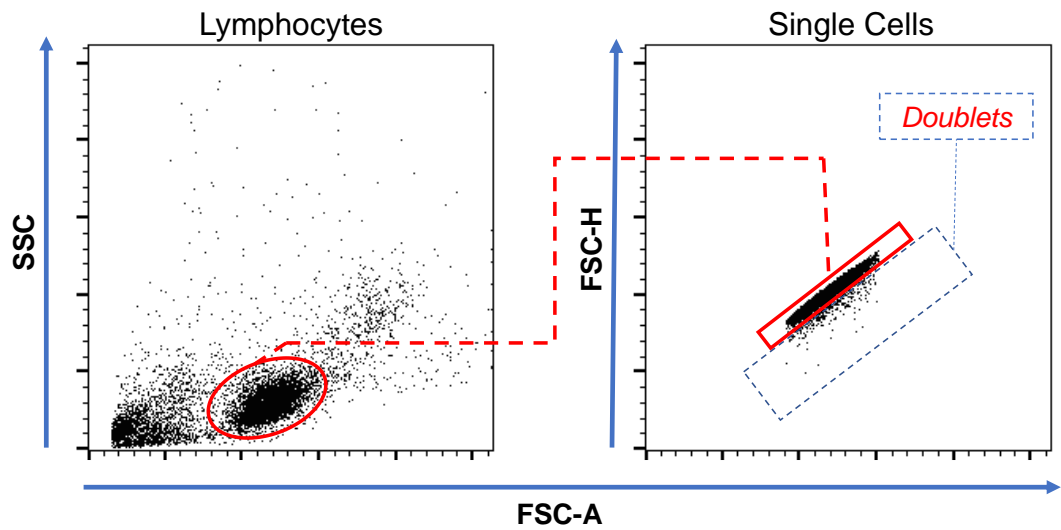 Lymphocytes
Single Cells
Doublets
SSC
FSC-H
FSC-A